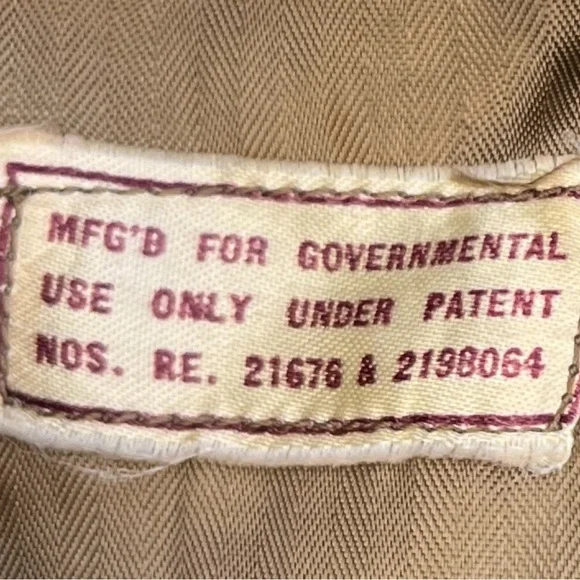 MFG'D FOR GOVERNMENTAL
USE ONLY UNDER PATENT
NOS. RE. 21676 & 2198064